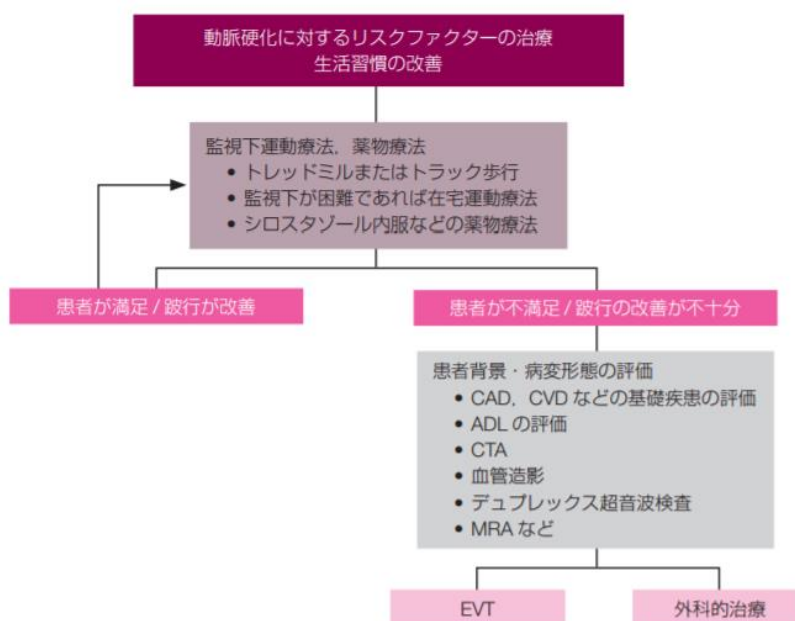 動脈硬化に対するリスクファクターの治療
生活習慣の改善
監視下運動療法，薬物療法
• トレッドミルまたはトラック歩行
• 監視下が困難であれば在宅運動療法
• シロスタゾール内服などの薬物療法
患者が満足 / 跛行が改善
患者が不満足 / 跛行の改善が不十分
患者背景・病変形態の評価
• CAD，CVD などの基礎疾患の評価
• ADL の評価
• CTA
• 血管造影
• デュプレックス超音波検査
• MRA など
EVT
外科的治療